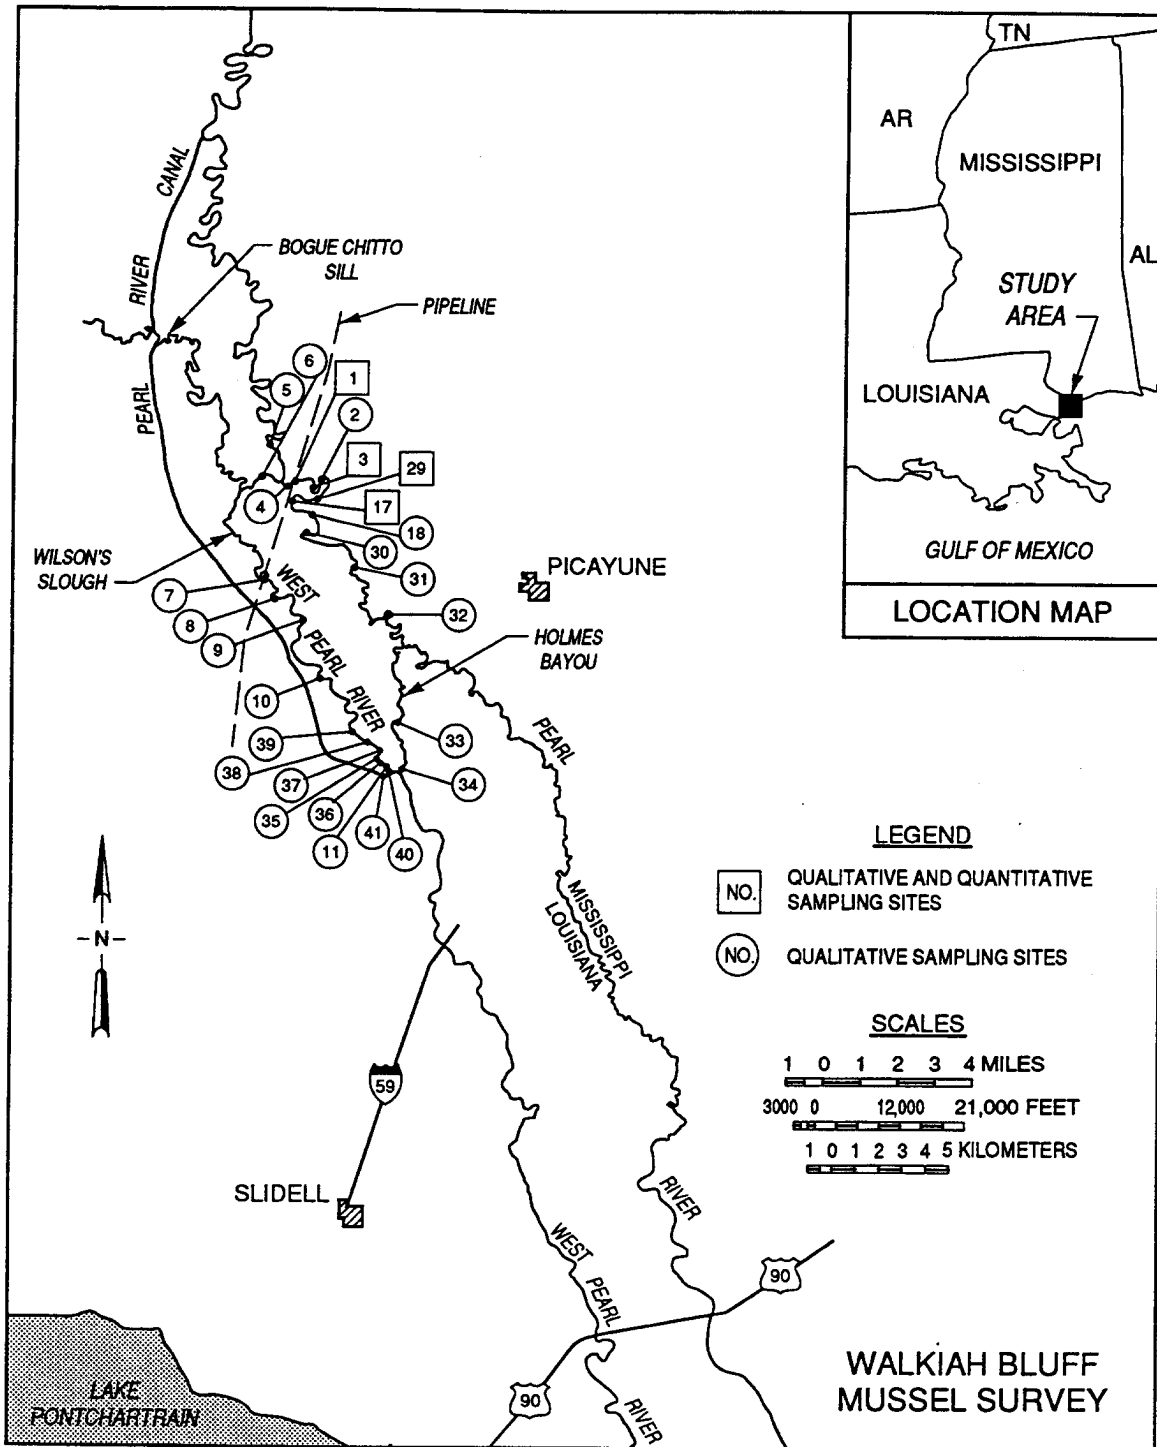 TN
AR
MISSISSIPPI
AL
STUDY
AREA
LOUISIANA
GULF OF MEXICO
LOCATION MAP
CANAL
RIVER
PEARL
BOGUE CHITTO
SILL
PIPELINE
6
5
1
2
3
29
4
17
18
30
31
32
WILSON'S
SLOUGH
7
8
9
10
WEST
PEARL
RIVER
PICAYUNE
HOLMES
BAYOU
39
38
37
35
36
11
41
40
33
34
PEARL
MISSISSIPPI
LOUISIANA
RIVER
-N-
59
SLIDELL
WEST
PEARL
RIVER
90
90
LAKE
PONTCHARTRAIN
LEGEND
NO. QUALITATIVE AND QUANTITATIVE
SAMPLING SITES
NO. QUALITATIVE SAMPLING SITES
SCALES
1 0 1 2 3 4 MILES
3000 0 12,000 21,000 FEET
1 0 1 2 3 4 5 KILOMETERS
WALKIAH BLUFF
MUSSEL SURVEY